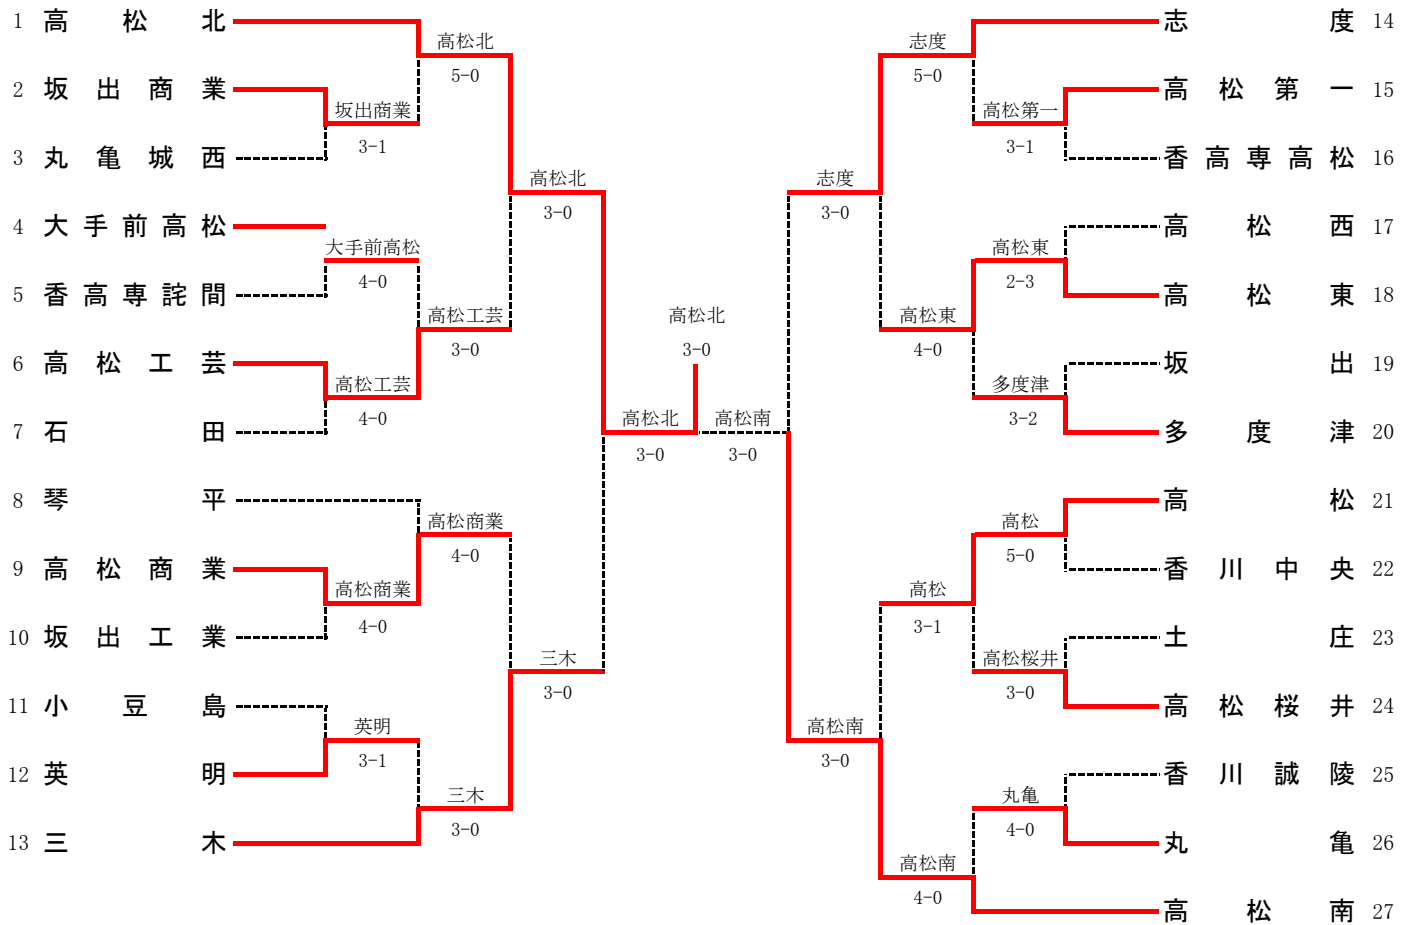 1 高松北
2 坂出商業
3 丸亀城西
4 大手前高松
5 香高専詫間
6 高松工芸
7 石田
8 琴平
9 高松商業
10 坂出工業
11 小豆島
12 英明
13 三木
坂出商業
3-1
大手前高松
4-0
高松工芸
4-0
高松商業
4-0
英明
3-1
高松北
5-0
高松工芸
3-0
高松商業
4-0
三木
3-0
高松北
3-0
三木
3-0
高松北
3-0
高松北
3-0
高松南
3-0
志度
3-0
高松南
3-0
志度
5-0
高松東
4-0
高松
3-1
高松南
4-0
高松第一
3-1
高松東
2-3
多度津
3-2
高松
5-0
高松桜井
3-0
丸亀
4-0
志度 14
高松第一 15
香高専高松 16
高松西 17
高松東 18
坂出 19
多度津 20
高松 21
香川中央 22
土庄 23
高松桜井 24
香川誠陵 25
丸亀 26
高松南 27